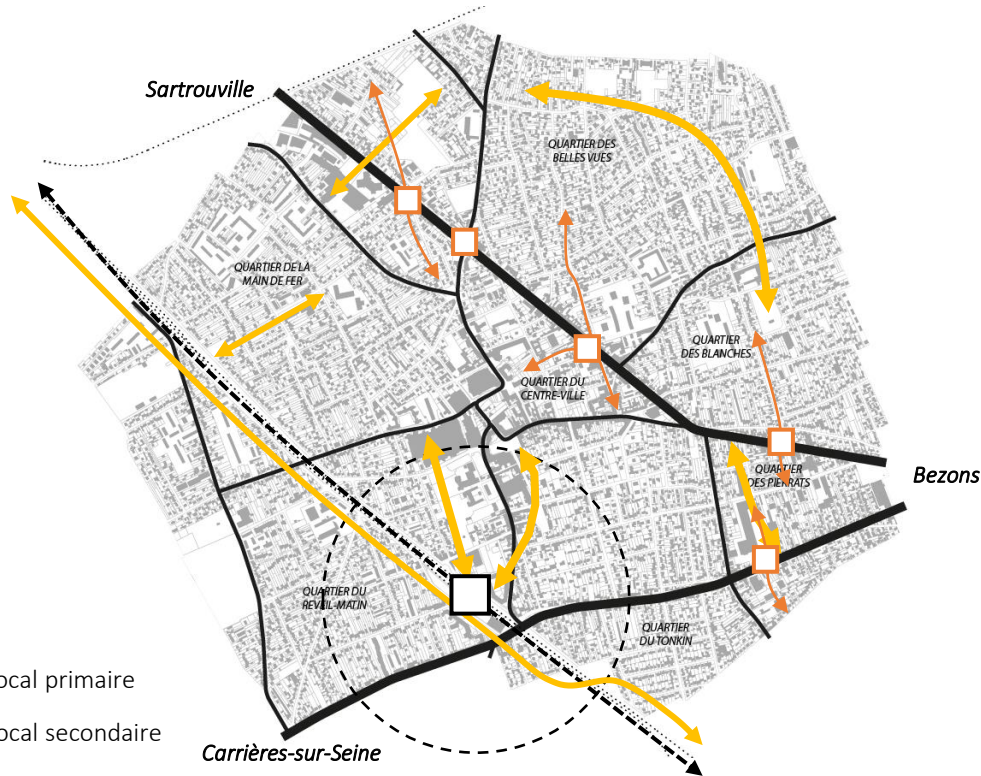 Sartrouville
QUARTIER DES
BELLES VUES
QUARTIER DE LA
MAIN DE FER
QUARTIER
DES BLANCHES
QUARTIER DU
CENTRE-VILLE
QUARTIER
DES PIERRATS
Bezons
QUARTIER DU
REVEIL-MATIN
QUARTIER
DU TONKIN
ocal primaire
ocal secondaire
Carrières-sur-Seine